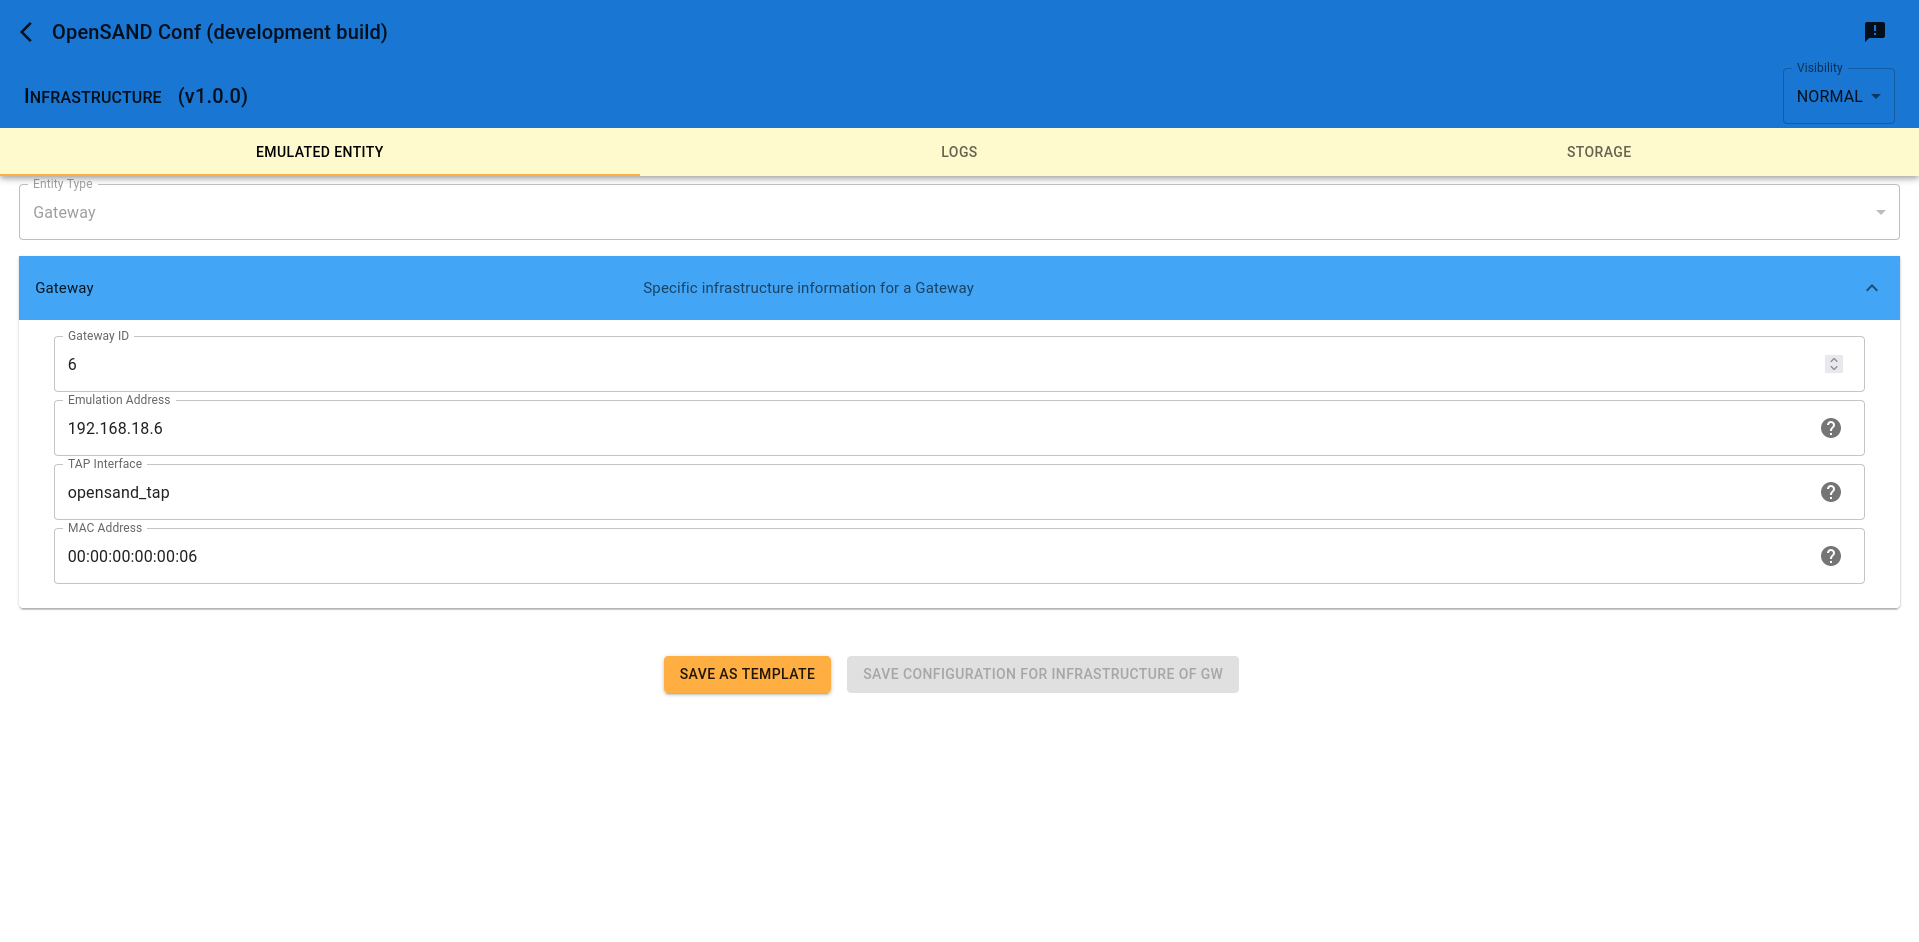 OpenSAND Conf (development build)
Infrastructure (v1.0.0)
Visibility
NORMAL
EMULATED ENTITY
LOGS
STORAGE
Entity Type
Gateway
Gateway
Specific infrastructure information for a Gateway
Gateway ID
6
Emulation Address
192.168.18.6
TAP Interface
opensand_tap
MAC Address
00:00:00:00:00:06
SAVE AS TEMPLATE
SAVE CONFIGURATION FOR INFRASTRUCTURE OF GW